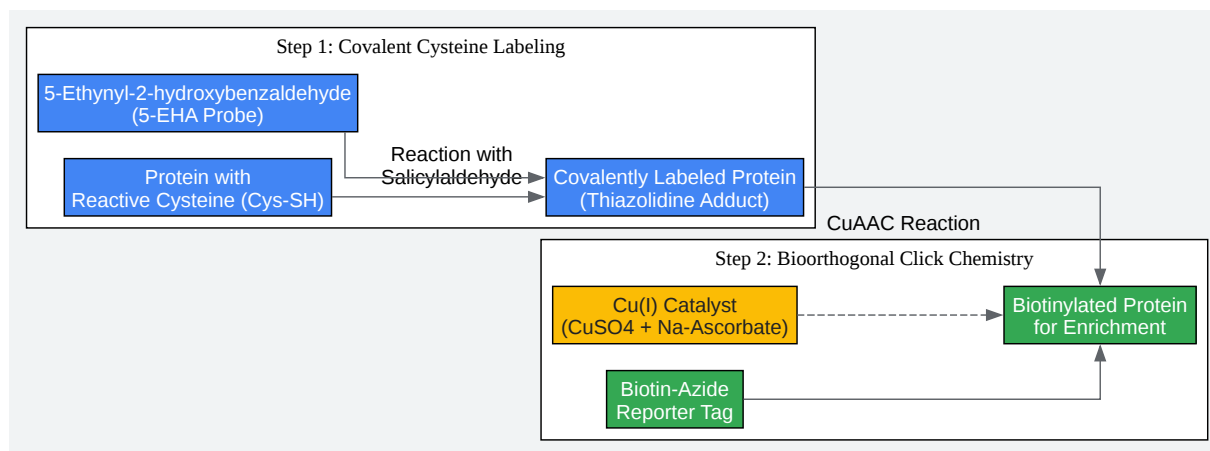 Step 1: Covalent Cysteine Labeling
5-Ethynyl-2-hydroxybenzaldehyde
(5-EHA Probe)
Reaction with
Salicylaldehyde
Protein with
Reactive Cysteine (Cys-SH)
Covalently Labeled Protein
(Thiazolidine Adduct)
CuAAC Reaction
Step 2: Bioorthogonal Click Chemistry
Cu(I) Catalyst
(CuSO4 + Na-Ascorbate)
Biotinylated Protein
for Enrichment
Biotin-Azide
Reporter Tag